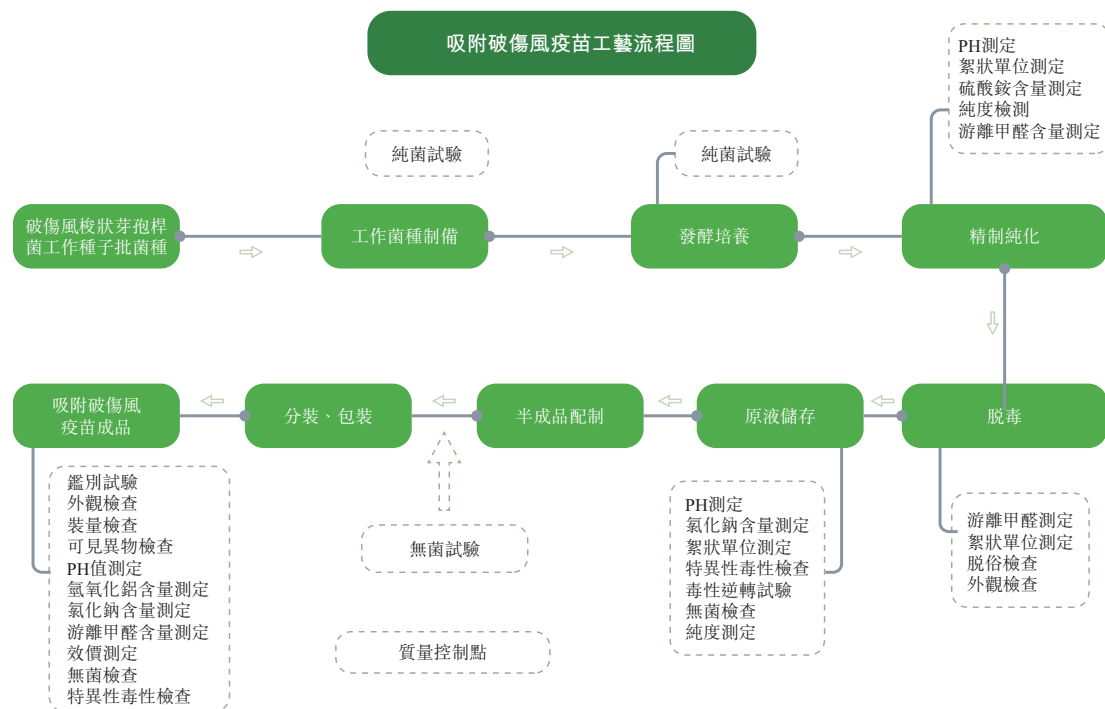 吸附破傷風疫苗工藝流程圖
PH測定
絮狀單位測定
硫酸銨含量測定
純度檢測
游離甲醛含量測定
純菌試驗
純菌試驗
破傷風梭狀芽孢桿
菌工作種子批菌種
工作菌種制備
發酵培養
精制純化
吸附破傷風
疫苗成品
分裝、包裝
半成品配制
原液儲存
脱毒
鑑別試驗
外觀檢查
裝量檢查
可見異物檢查
PH值測定
氫氧化鋁含量測定
氯化鈉含量測定
游離甲醛含量測定
效價測定
無菌檢查
特異性毒性檢查
無菌試驗
質量控制點
PH測定
氯化鈉含量測定
絮狀單位測定
特異性毒性檢查
毒性逆轉試驗
無菌檢查
純度測定
游離甲醛測定
絮狀單位測定
脱俗檢查
外觀檢查